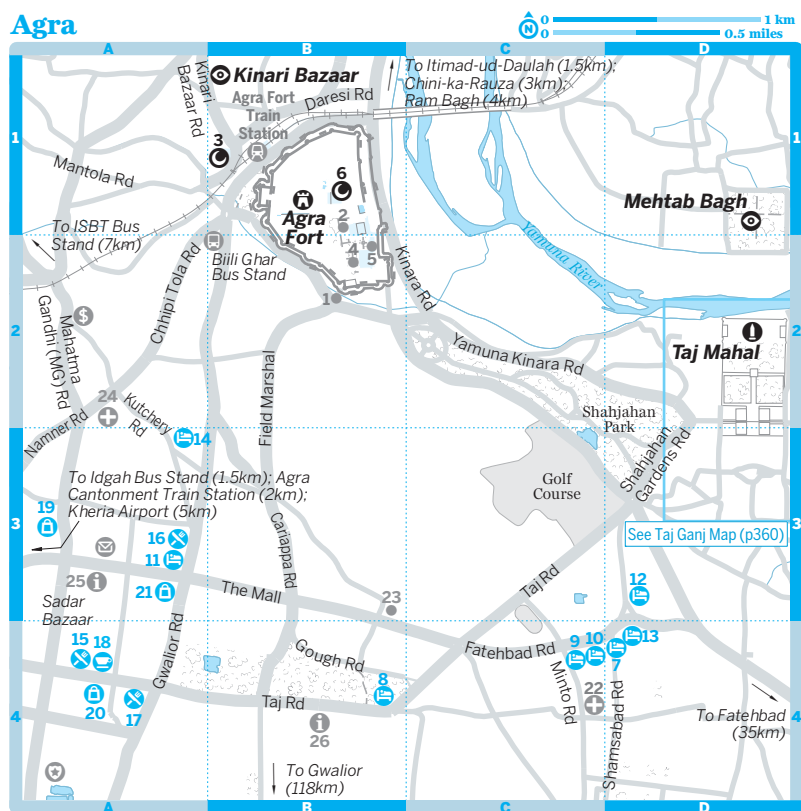 Agra
N
0 1 km
0 0.5 miles
A
B
C
D
1
2
3
4
1
2
3
4
A
B
C
D
Kinari
Bazaar Rd
Kinari Bazaar
Agra Fort
Train
Station
Daresi Rd
To Itimad-ud-Daulah (1.5km);
Chini-ka-Rauza (3km);
Ram Bagh (4km)
3
6
Mantola Rd
Agra
Fort
2
4
5
Mehtab Bagh
To ISBT Bus
Stand (7km)
Biili Ghar
Bus Stand
Chhipi Tola Rd
Kinara Rd
Yamuna River
1
$
Mahatma
Gandhi (MG) Rd
Yamuna Kinara Rd
Taj Mahal
Field Marshal
Cariappa Rd
24
Kutchery
Rd
14
Namner Rd
Shahjahan
Park
Shahjahan
Gardens Rd
To Idgah Bus Stand (1.5km); Agra
Cantonment Train Station (2km);
Kheria Airport (5km)
Golf
Course
19
16
11
See Taj Ganj Map (p360)
25
21
The Mall
23
Taj Rd
12
Sadar
Bazaar
15
18
Gwalior Rd
Gough Rd
Fatehbad Rd
9
10
7
13
8
20
17
Taj Rd
26
Minto Rd
22
Shamsabad Rd
To Fatehbad
(35km)
To Gwalior
(118km)